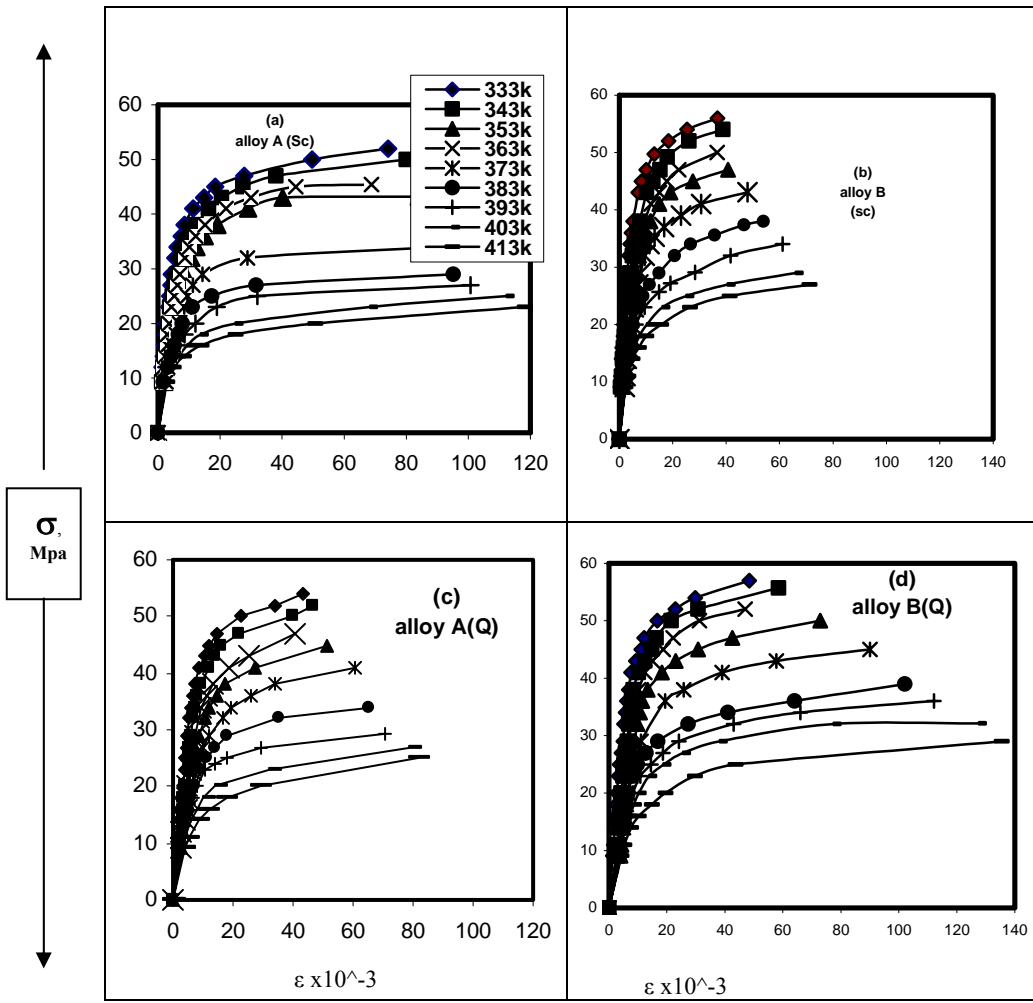 333k
343k
353k
363k
373k
383k
393k
403k
413k
(a)
alloy A (Sc)
60
50
40
30
20
10
0
0 20 40 60 80 100 120
60
50
40
30
20
10
0
0 20 40 60 80 100 120 140
(b)
alloy B
(sc)
σ,
Mpa
60
50
40
30
20
10
0
0 20 40 60 80 100 120
(c)
alloy A(Q)
ε x10^-3
60
50
40
30
20
10
0
0 20 40 60 80 100 120 140
(d)
alloy B(Q)
ε x10^-3